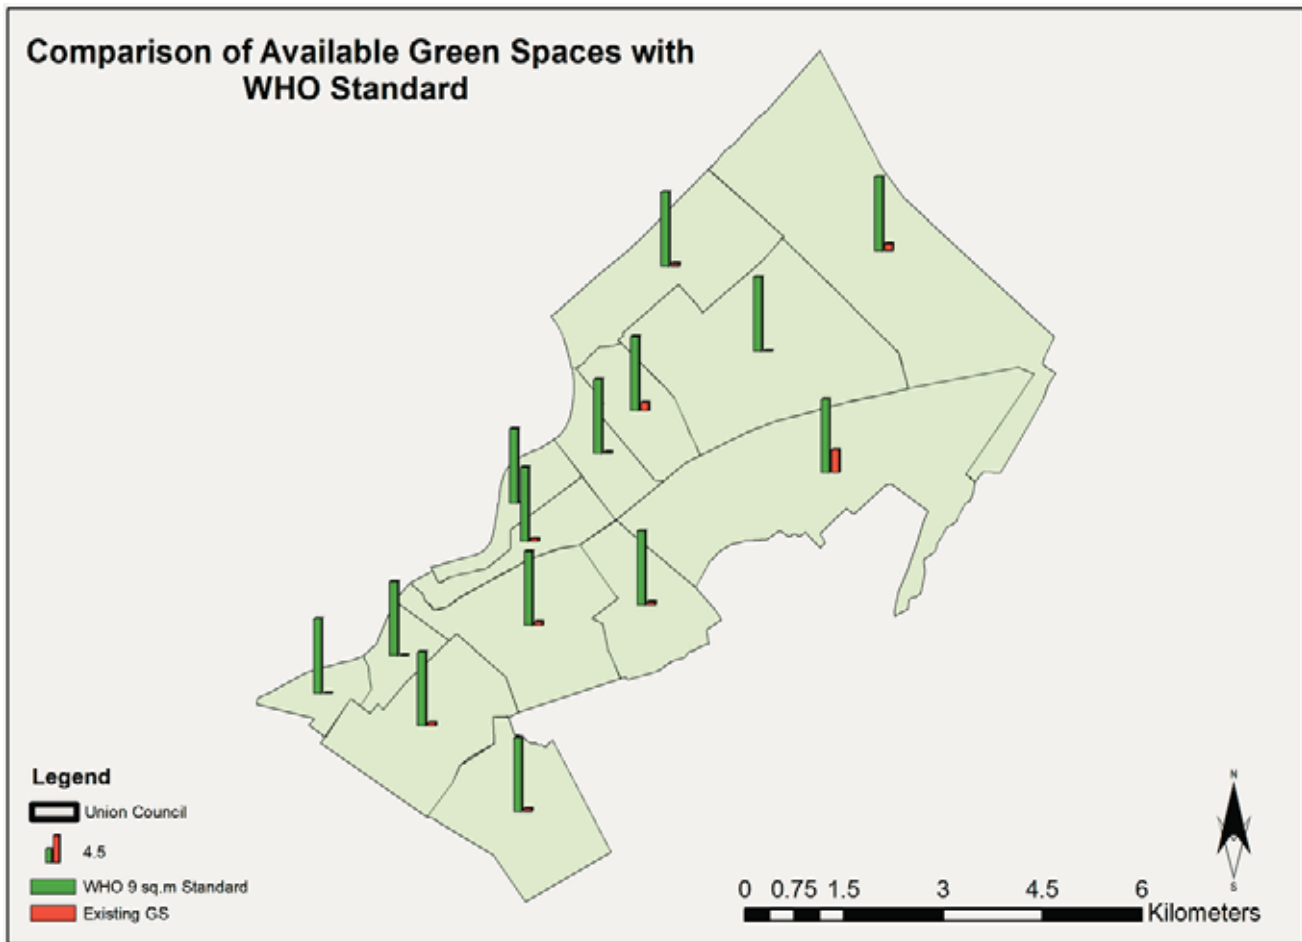 Comparison of Available Green Spaces with
WHO Standard
Legend
Union Council
4.5
WHO 9 sq.m Standard
Existing GS
N
S
0 0.75 1.5 3 4.5 6
Kilometers